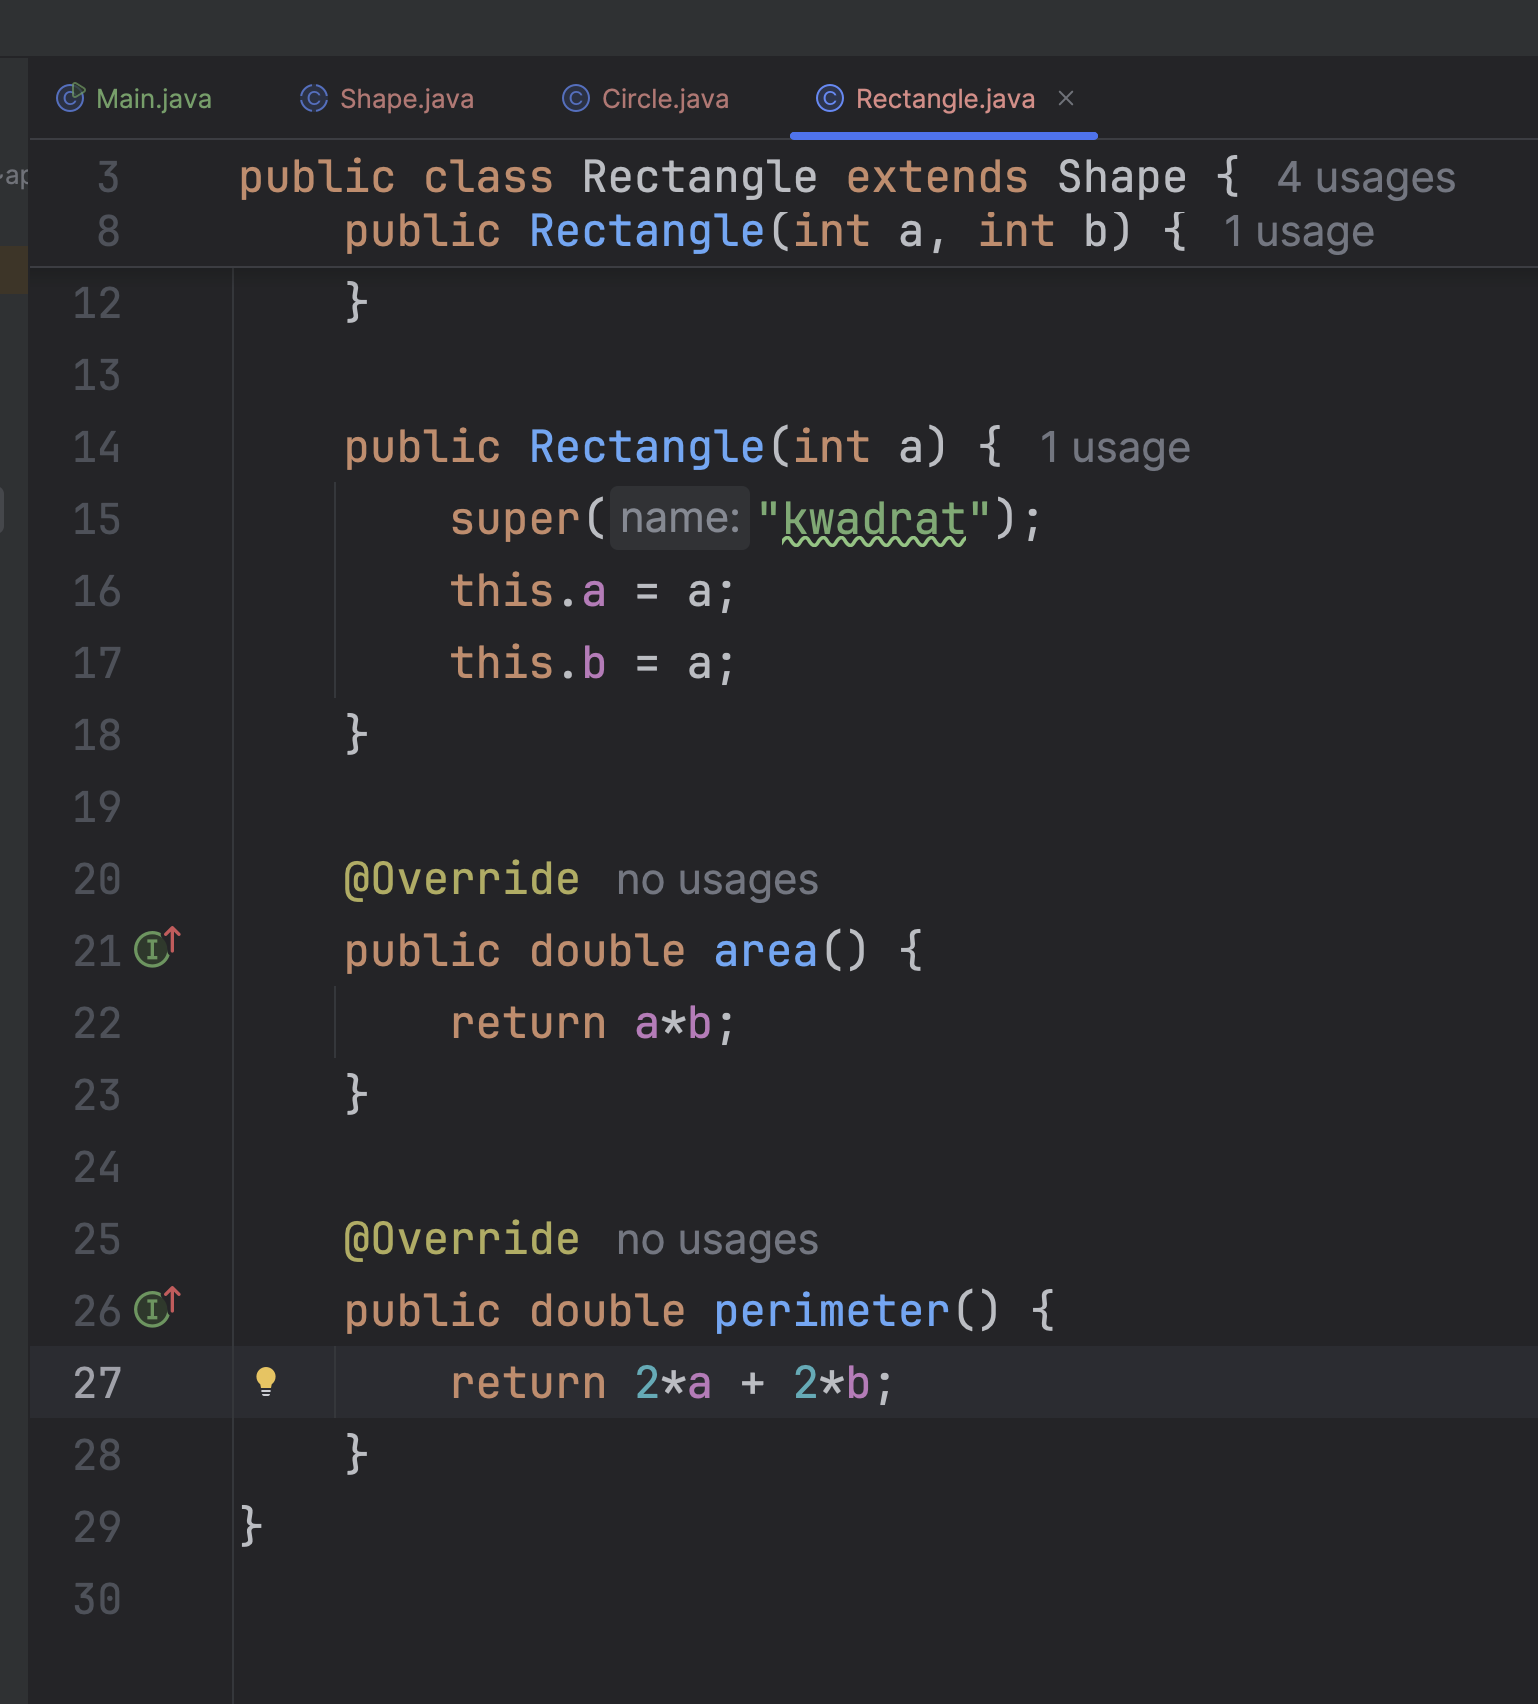 Main.java Shape.java Circle.java Rectangle.java
3 public class Rectangle extends Shape { 4 usages
8 public Rectangle(int a, int b) { 1 usage
12 }
13
14 public Rectangle(int a) { 1 usage
15 super( name: "kwadrat");
16 this.a = a;
17 this.b = a;
18 }
19
20 @Override no usages
21 public double area() {
22 return a*b;
23 }
24
25 @Override no usages
26 public double perimeter() {
27 return 2*a + 2*b;
28 }
29 }
30